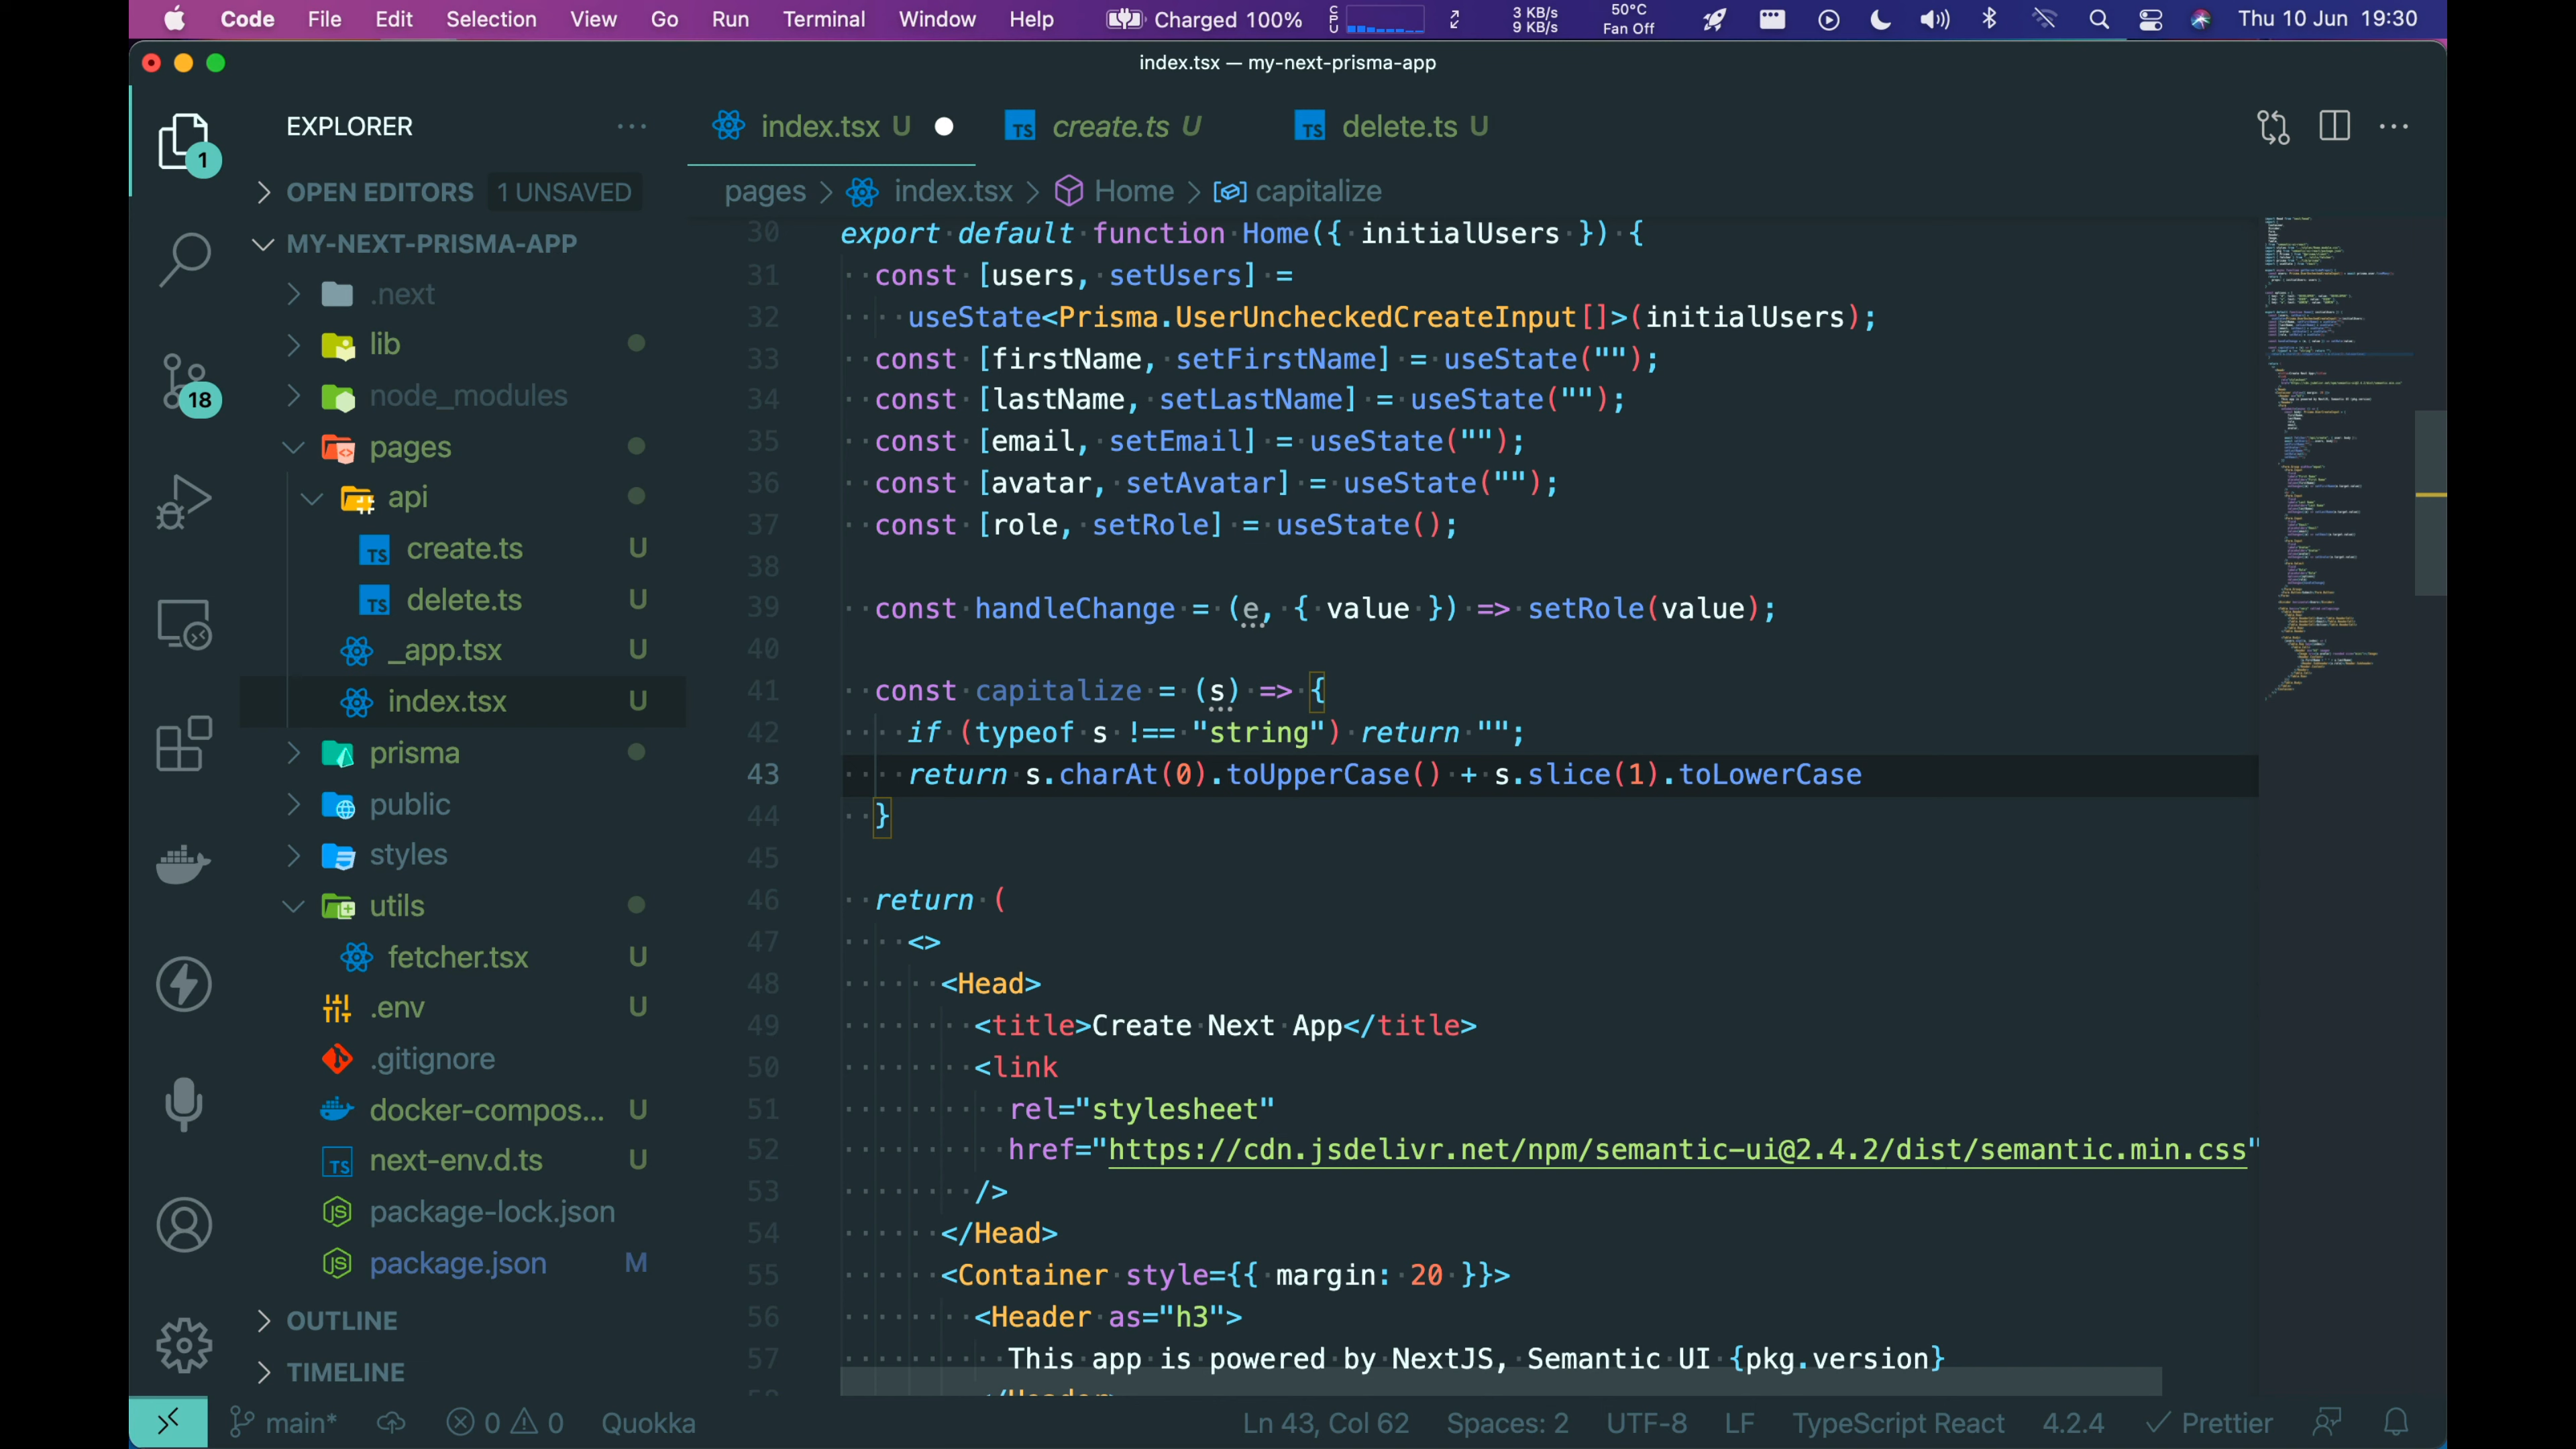 Code File Edit Selection View Go Run Terminal Window Help Charged 100% CPU 3 KB/s 9 KB/s 50°C Fan Off Thu 10 Jun 19:30
index.tsx — my-next-prisma-app
EXPLORER
index.tsx U
create.ts U
delete.ts U
OPEN EDITORS 1 UNSAVED
pages > index.tsx > Home > capitalize
MY-NEXT-PRISMA-APP
.next
lib
node_modules
pages
api
create.ts U
delete.ts U
_app.tsx U
index.tsx U
prisma
public
styles
utils
fetcher.tsx U
.env U
.gitignore
docker-compos... U
next-env.d.ts U
package-lock.json
package.json M
OUTLINE
TIMELINE
1
18
30 export default function Home({ initialUsers }) {
31 const [users, setUsers] =
32 useState<Prisma.UserUncheckedCreateInput[]>(initialUsers);
33 const [firstName, setFirstName] = useState("");
34 const [lastName, setLastName] = useState("");
35 const [email, setEmail] = useState("");
36 const [avatar, setAvatar] = useState("");
37 const [role, setRole] = useState();
38
39 const handleChange = (e, { value }) => setRole(value);
40
41 const capitalize = (s) => {
42 if (typeof s !== "string") return "";
43 return s.charAt(0).toUpperCase() + s.slice(1).toLowerCase
44 }
45
46 return (
47 <>
48 <Head>
49 <title>Create Next App</title>
50 <link
51 rel="stylesheet"
52 href="https://cdn.jsdelivr.net/npm/semantic-ui@2.4.2/dist/semantic.min.css"
53 />
54 </Head>
55 <Container style={{ margin: 20 }}>
56 <Header as="h3">
57 This app is powered by NextJS, Semantic UI {pkg.version}
main* 0 0 Quokka Ln 43, Col 62 Spaces: 2 UTF-8 LF TypeScript React 4.2.4 Prettier